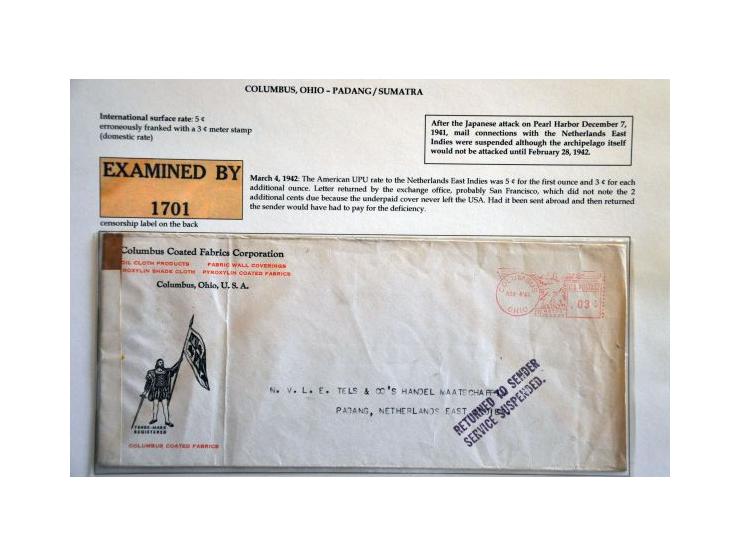 COLUMBUS, OHIO – PADANG / SUMATRA
International surface rate: 5 ¢
erroneously franked with a 3 ¢ meter stamp
(domestic rate)
After the Japanese attack on Pearl Harbor December 7,
1941, mail connections with the Netherlands East
Indies were suspended although the archipelago itself
would not be attacked until February 28, 1942.
EXAMINED BY
1701
censorship label on the back
March 4, 1942: The American UPU rate to the Netherlands East Indies was 5 ¢ for the first ounce and 3 ¢ for each
additional ounce. Letter returned by the exchange office, probably San Francisco, which did not note the 2
additional cents due because the underpaid cover never left the USA. Had it been sent abroad and then returned
the sender would have had to pay for the deficiency.
Columbus Coated Fabrics Corporation
OIL CLOTH PRODUCTS FABRIC WALL COVERINGS
ROXYLIN SHADE CLOTH PYROXYLIN COATED FABRICS
Columbus, Ohio, U. S. A.
COLUMBUS
OHIO
U.S. POSTAGE
.03 ¢
N. V. L. E. TELS & CO'S HANDEL MAATSCHAPPIJ
PADANG, NETHERLANDS EAST INDIES
RETURNED TO SENDER
SERVICE SUSPENDED.
TRADE-MARK
REGISTERED
COLUMBUS COATED FABRICS